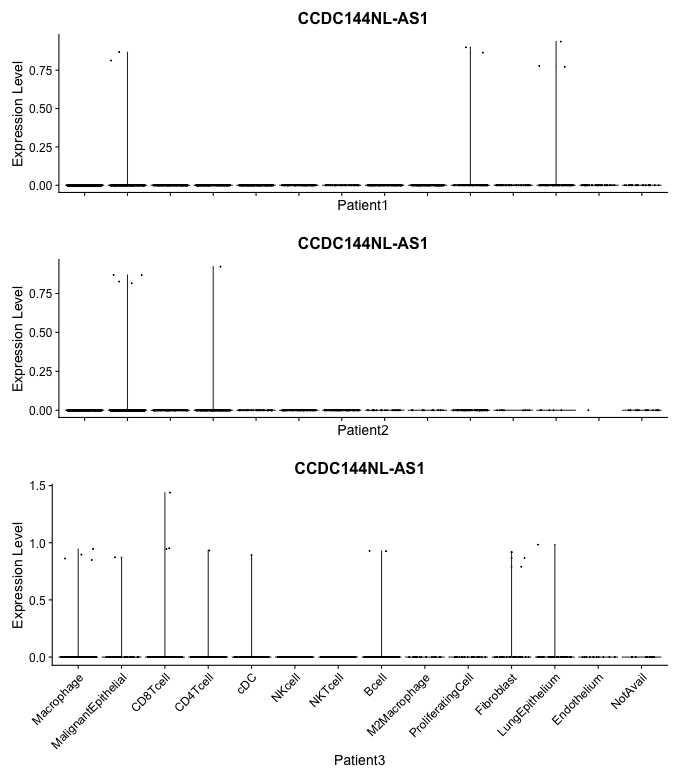 CCDC144NL-AS1
Expression Level
0.75
0.50
0.25
0.00
Patient1
CCDC144NL-AS1
Expression Level
0.75
0.50
0.25
0.00
Patient2
CCDC144NL-AS1
Expression Level
1.5
1.0
0.5
0.0
Macrophage
MalignantEpithelial
CD8Tcell
CD4Tcell
cDC
NKcell
NKTcell
Bcell
M2Macrophage
ProliferatingCell
Fibroblast
LungEpithelium
Endothelium
NotAvail
Patient3